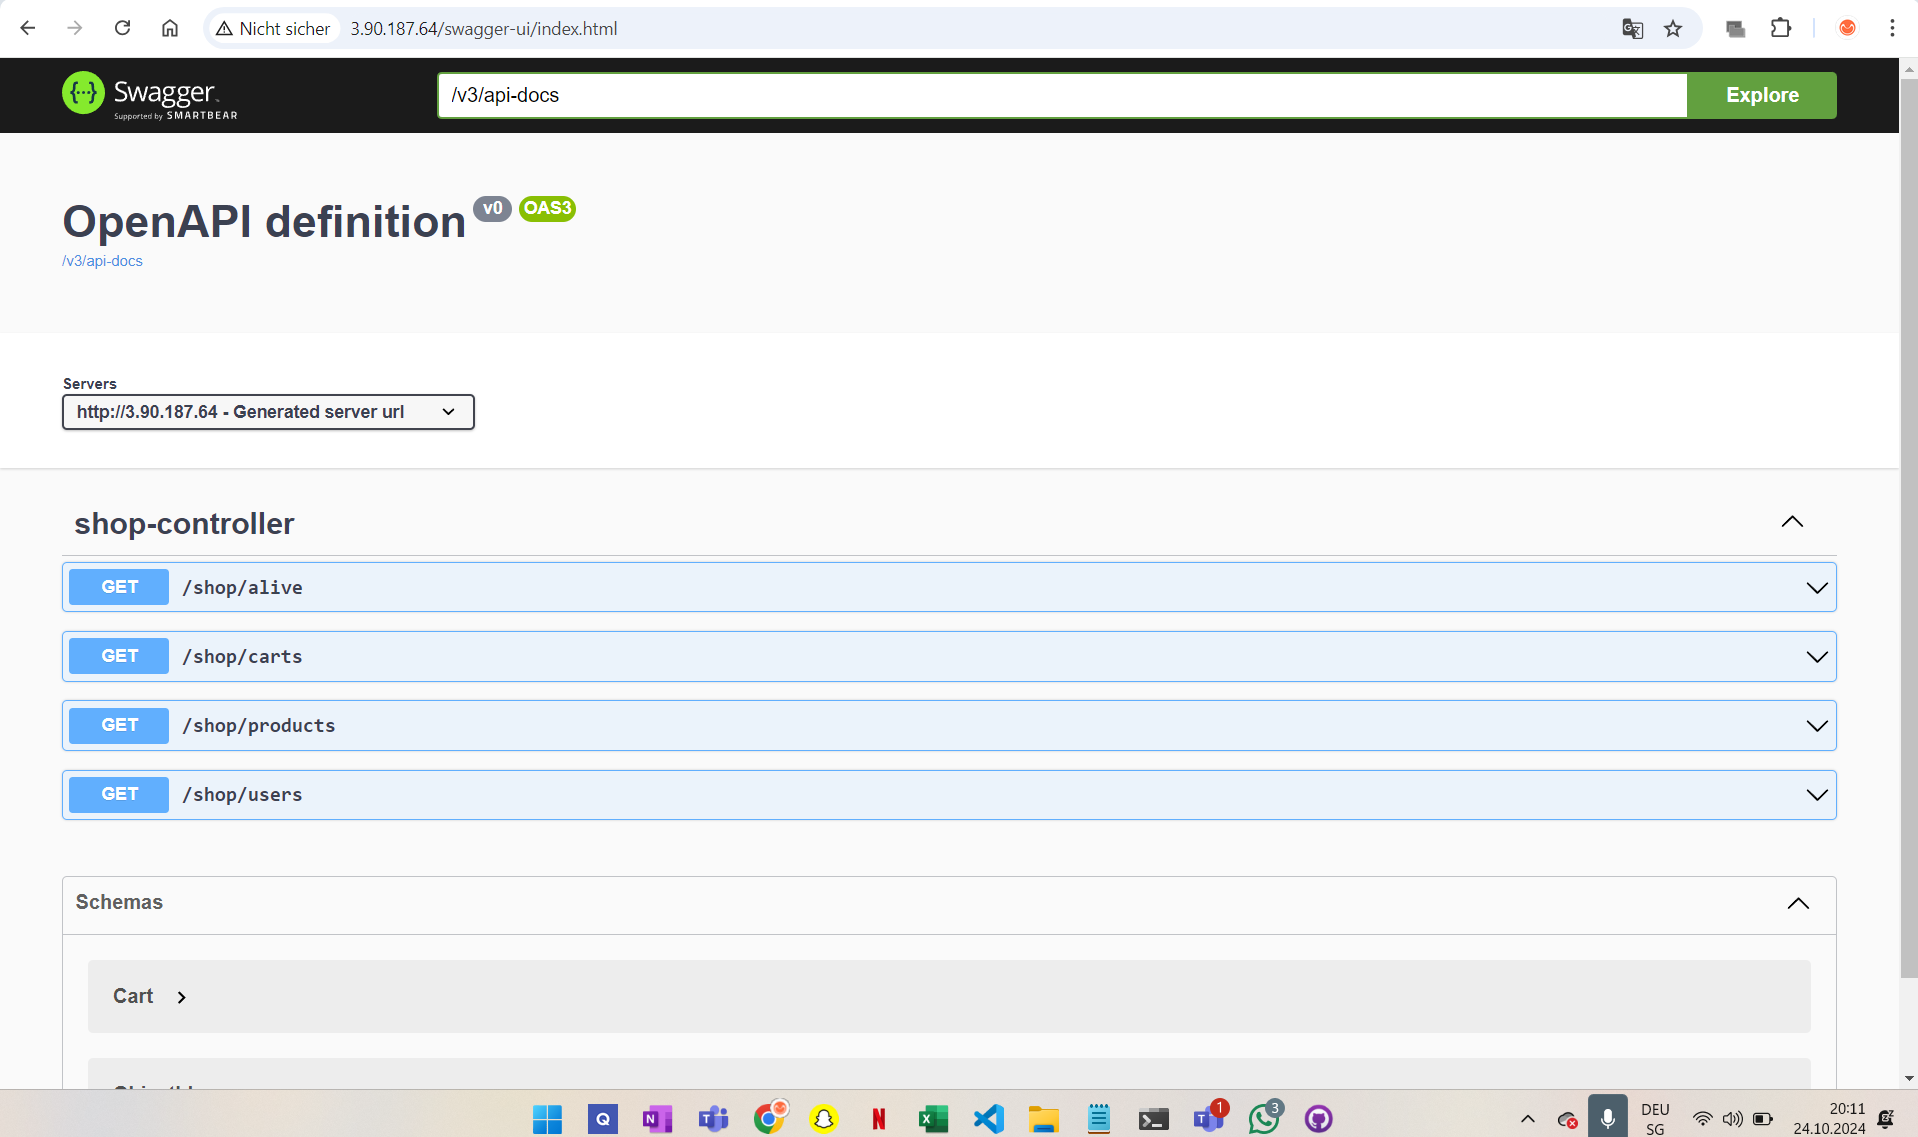 Nicht sicher
3.90.187.64/swagger-ui/index.html
Swagger
Supported by SMARTBEAR
/v3/api-docs
Explore
OpenAPI definition v0 OAS3
/v3/api-docs
Servers
http://3.90.187.64 - Generated server url
shop-controller
GET /shop/alive
GET /shop/carts
GET /shop/products
GET /shop/users
Schemas
Cart
1
3
DEU
SG
20:11
24.10.2024